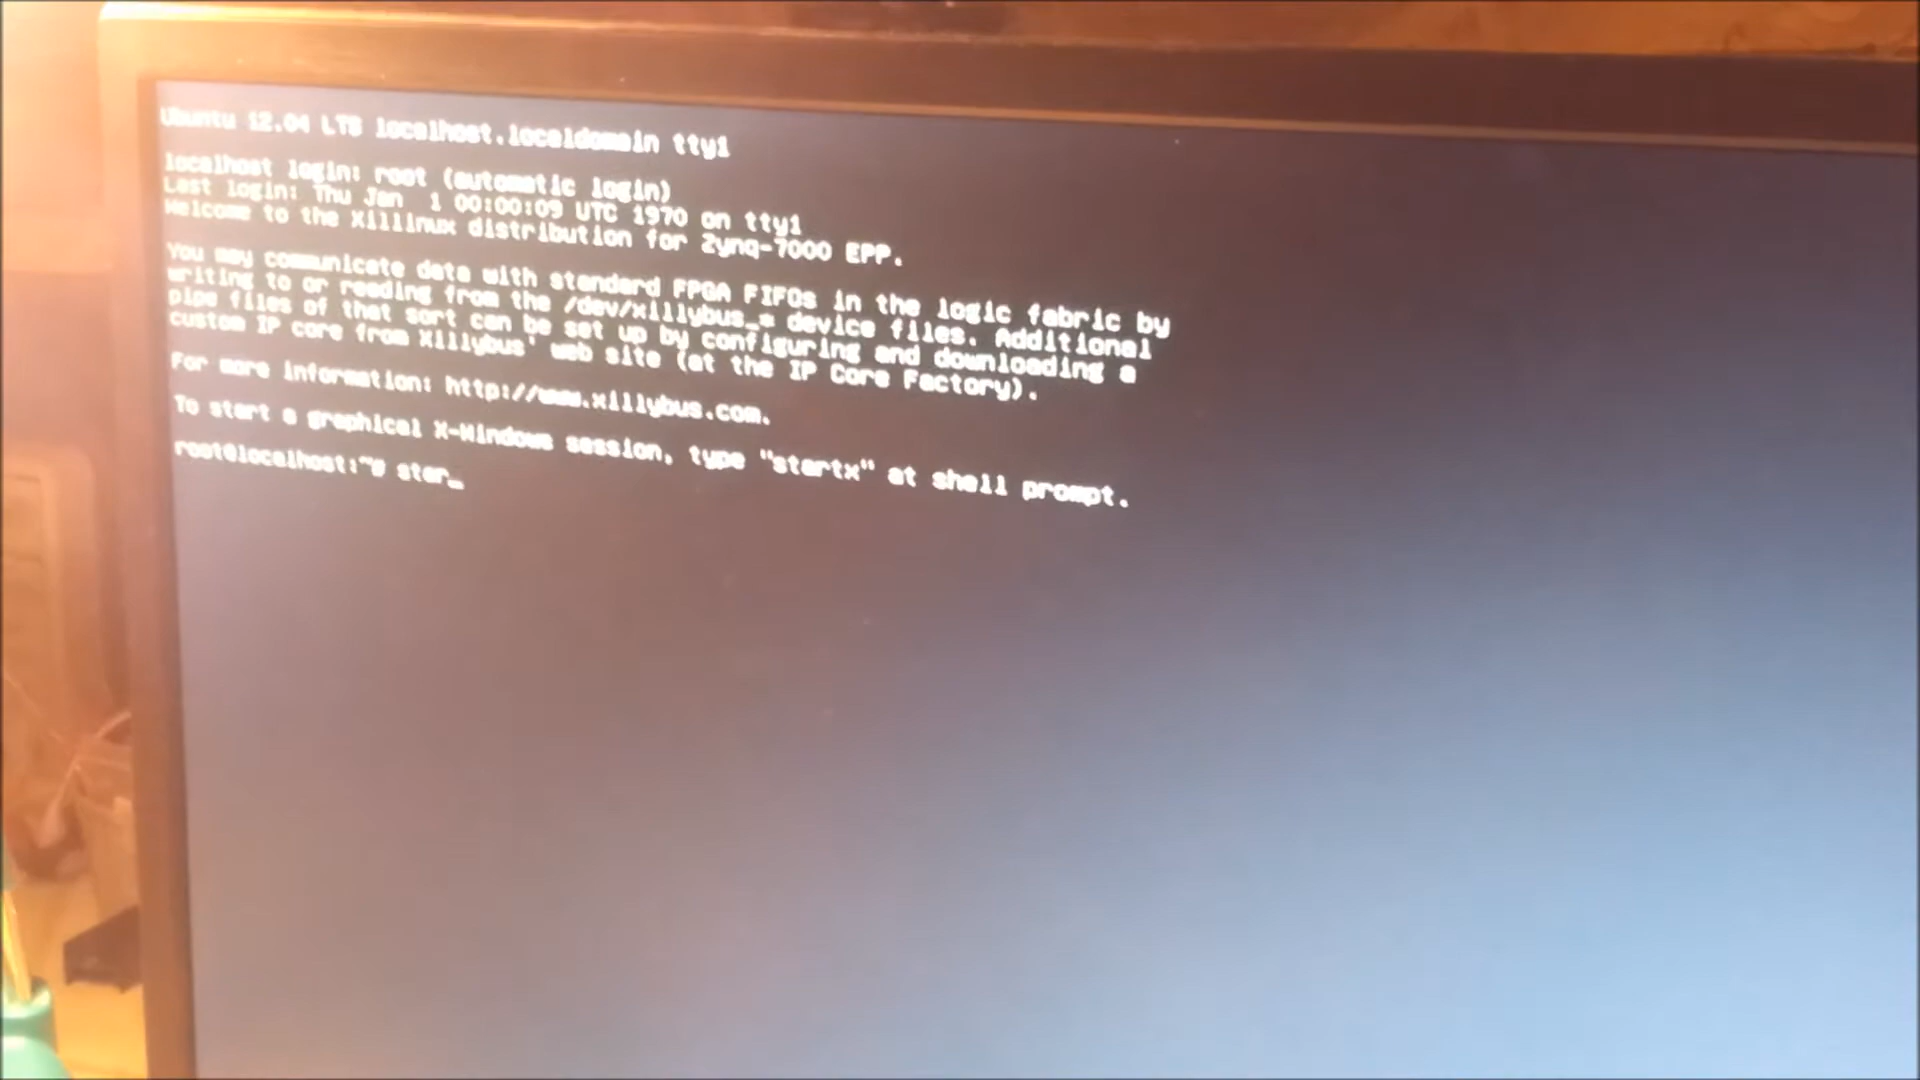 Ubuntu 12.04 LTS localhost.localdomain tty1
localhost login: root (automatic login)
Last login: Thu Jan  1 00:00:09 UTC 1970 on tty1
Welcome to the Xillinux distribution for Zynq-7000 EPP.
You may communicate data with standard FPGA FIFOs in the logic fabric by
writing to or reading from the /dev/xillybus_* device files. Additional
pipe files of that sort can be set up by configuring and downloading a
custom IP core from Xillybus' web site (at the IP Core Factory).
For more information: http://www.xillybus.com.
To start a graphical X-Windows session, type "startx" at shell prompt.
root@localhost:~# star_